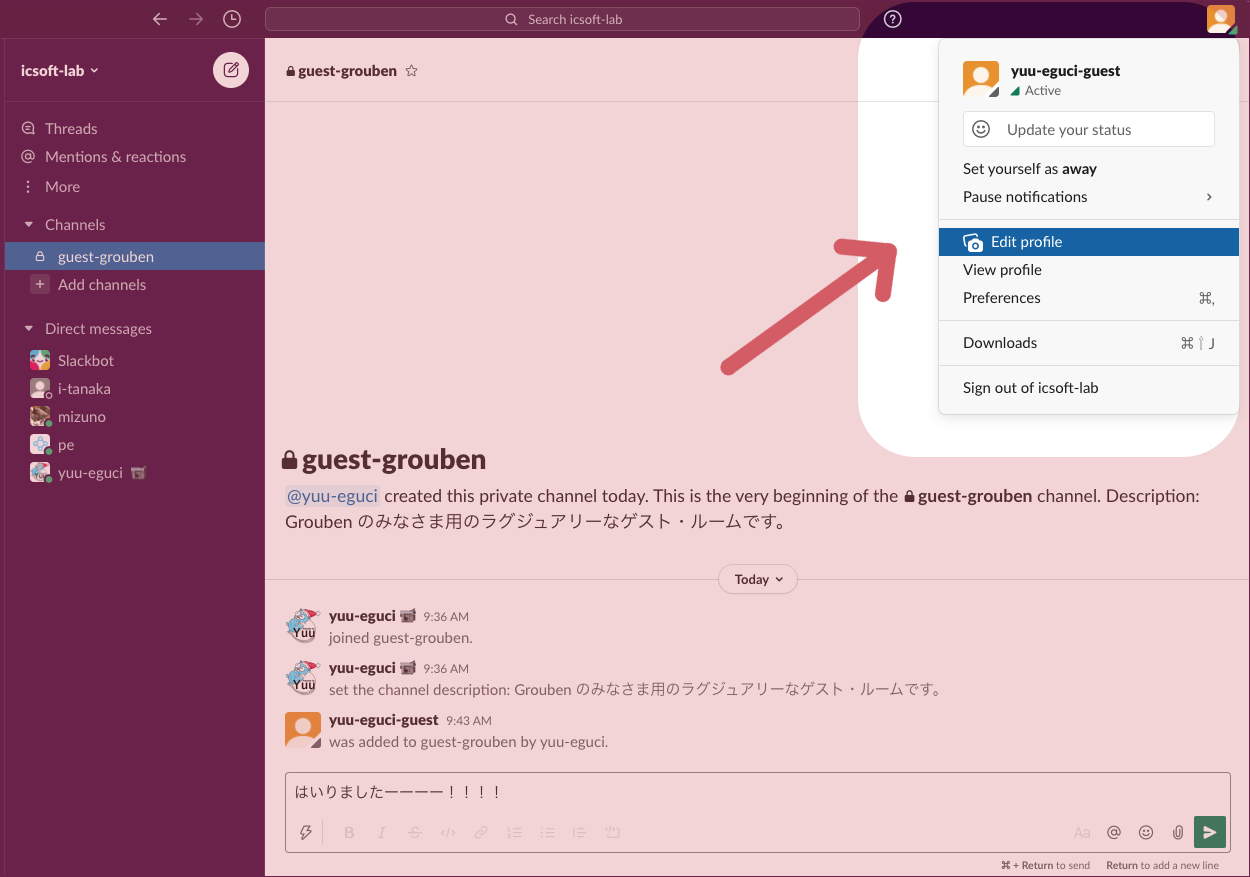 Search icsoft-lab
icsoft-lab
Threads
@ Mentions & reactions
More
Channels
guest-grouben
+ Add channels
Direct messages
Slackbot
i-tanaka
mizuno
pe
yuu-eguci
guest-grouben
yuu-eguci-guest
Active
Update your status
Set yourself as away
Pause notifications
Edit profile
View profile
Preferences ⌘,
Downloads ⌘⇧J
Sign out of icsoft-lab
guest-grouben
@yuu-eguci created this private channel today. This is the very beginning of the guest-grouben channel. Description:
Grouben のみなさま用のラグジュアリーなゲスト・ルームです。
Today
Yuu
yuu-eguci 9:36 AM
joined guest-grouben.
Yuu
yuu-eguci 9:36 AM
set the channel description: Grouben のみなさま用のラグジュアリーなゲスト・ルームです。
yuu-eguci-guest 9:43 AM
was added to guest-grouben by yuu-eguci.
はいりましたーーーー！！！！
B I S </> Aa @
⌘ + Return to send Return to add a new line